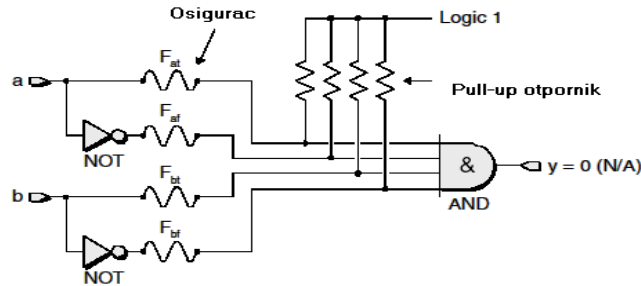 Osigurac
Logic 1
Fat
a
Pull-up otpornik
Faf
NOT
&
y = 0 (N/A)
Fbt
b
AND
Fbf
NOT